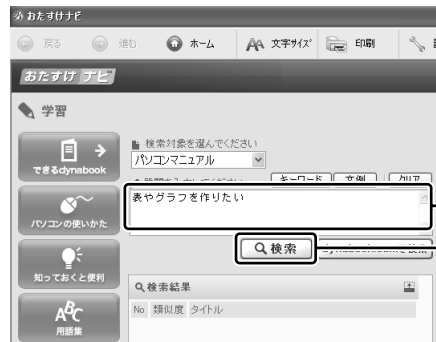 おたすけナビ
戻る 進む ホーム 文字サイズ 印刷
おたすけナビ
学習
検索対象を選んでください
できるdynabook
パソコンマニュアル
キーワード 文例 クリア
表やグラフを作りたい
パソコンの使いかた
検索
知っておくと便利
検索結果
No 類似度 タイトル
ABC
用語集